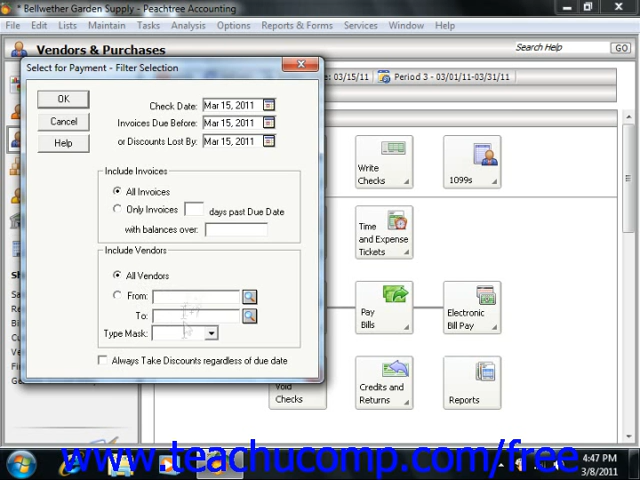 * Bellwether Garden Supply - Peachtree Accounting
File Edit Lists Maintain Tasks Analysis Options Reports & Forms Services Window Help
Vendors & Purchases
Search Help
GO
Select for Payment - Filter Selection
: 03/15/11 Period 3 - 03/01/11-03/31/11
OK
Cancel
Help
Check Date: Mar 15, 2011
Invoices Due Before: Mar 15, 2011
or Discounts Lost By: Mar 15, 2011
Include Invoices
All Invoices
Only Invoices days past Due Date
with balances over:
Include Vendors
All Vendors
From:
To:
Type Mask:
Always Take Discounts regardless of due date
Write
Checks
1099s
Time
and Expense
Tickets
Pay
Bills
Electronic
Bill Pay
Void
Checks
Credits and
Returns
Reports
www.teachucomp.com/free
4:47 PM
3/8/2011